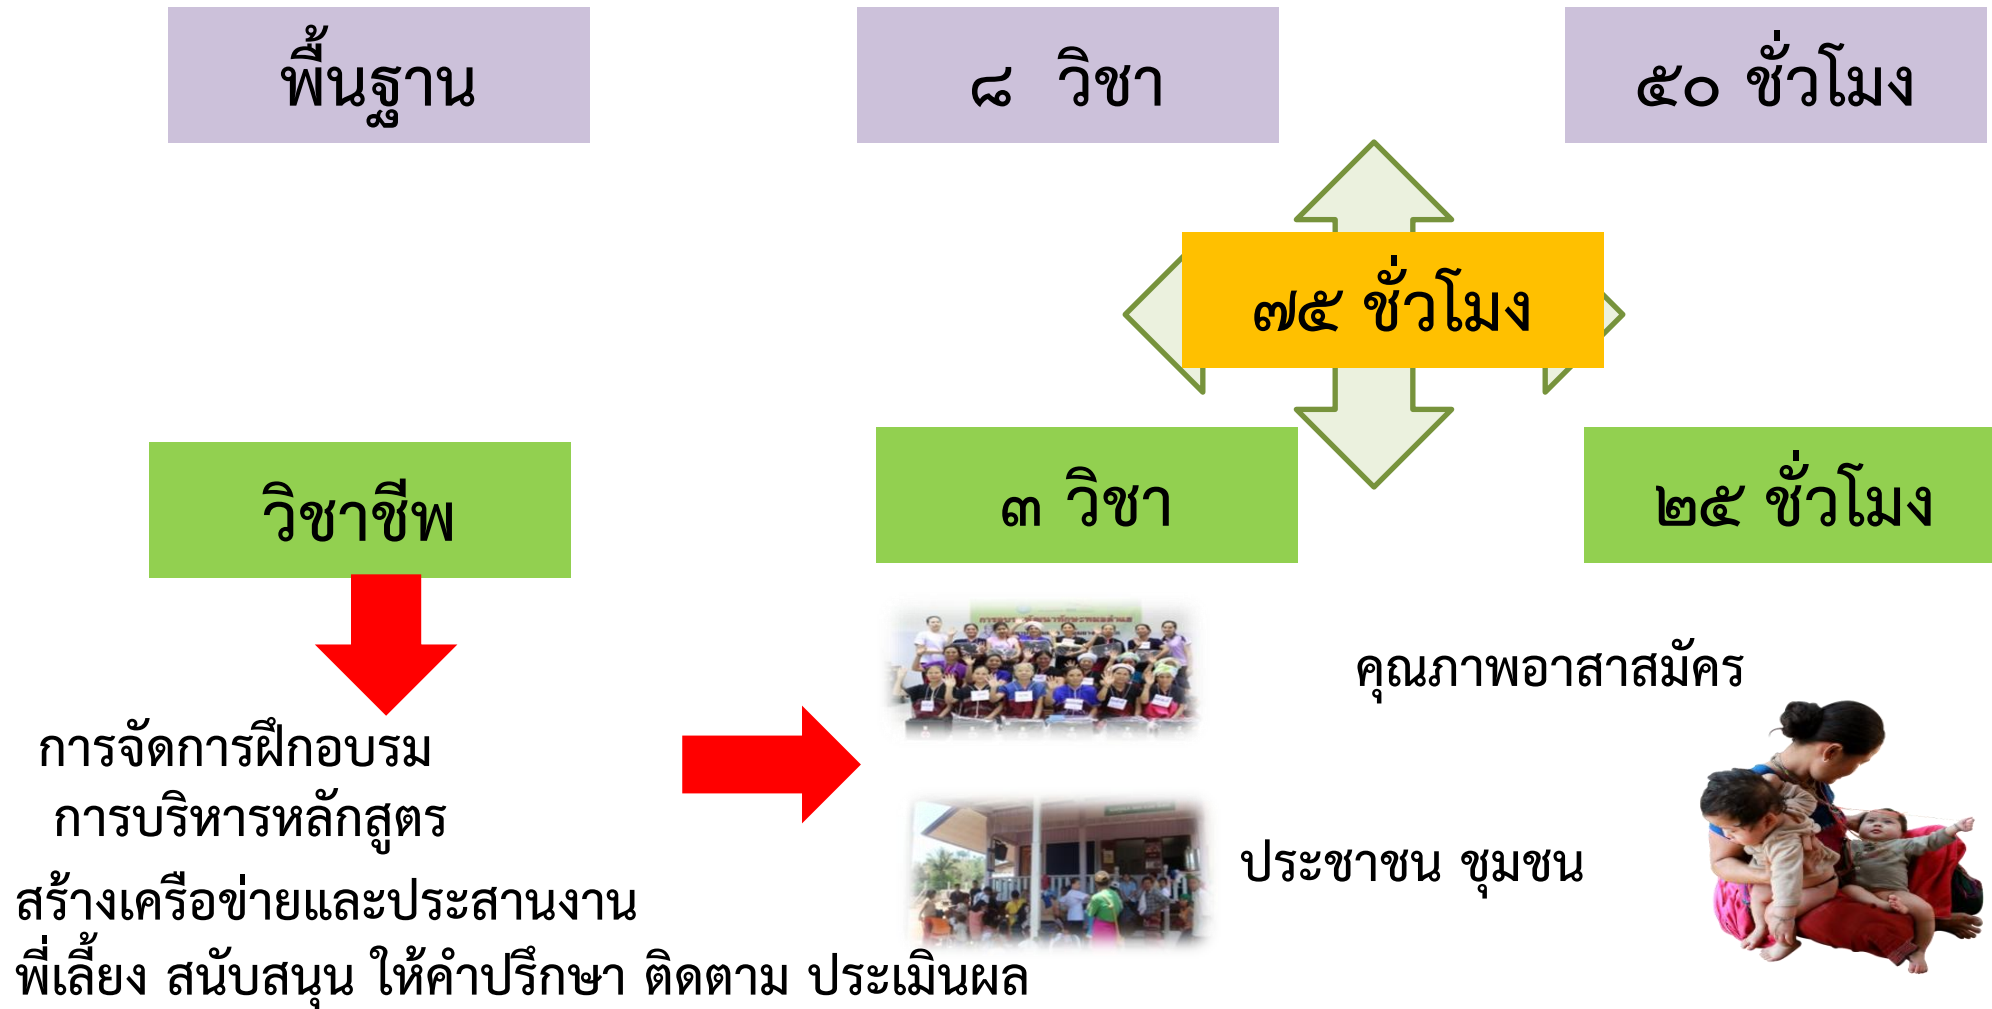 พื้นฐาน
๘ วิชา
๕๐ ชั่วโมง
๗๕ ชั่วโมง
วิชาชีพ
๓ วิชา
๒๕ ชั่วโมง
คุณภาพอาสาสมัคร
การจัดการฝึกอบรม
การบริหารหลักสูตร
ประชาชน ชุมชน
สร้างเครือข่ายและประสานงาน
พี่เลี้ยง สนับสนุน ให้คำปรึกษา ติดตาม ประเมินผล